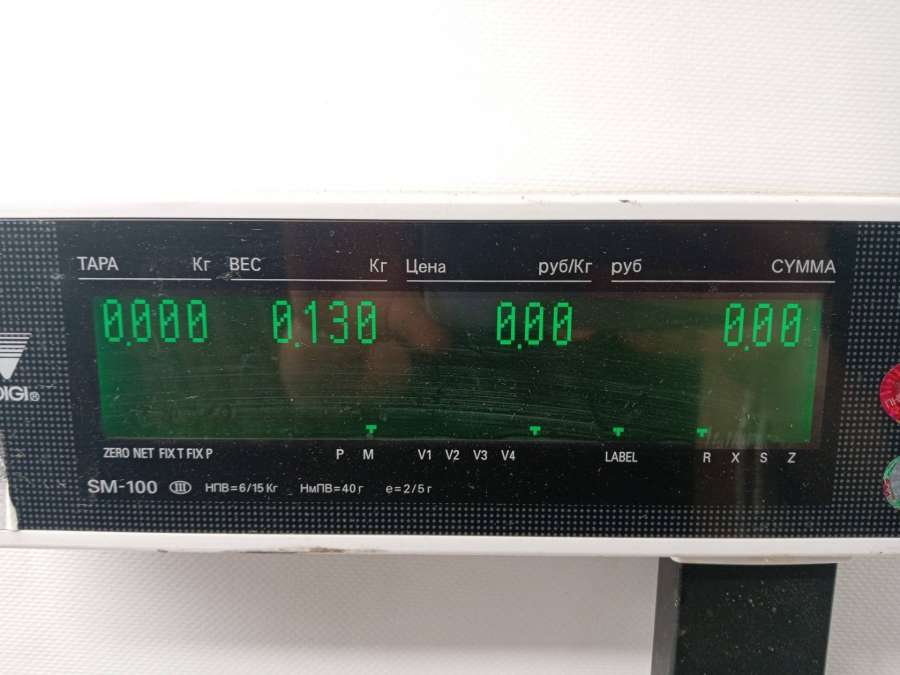 ТАРА Кг ВЕС Кг Цена руб/Кг руб СУММА
0.000 0.130 0.00 0.00
DIGI®
ZERO NET FIX T FIX P P M V1 V2 V3 V4 LABEL R X S Z
SM-100 III НПВ=6/15 Кг НмПВ=40 г e=2/5 г